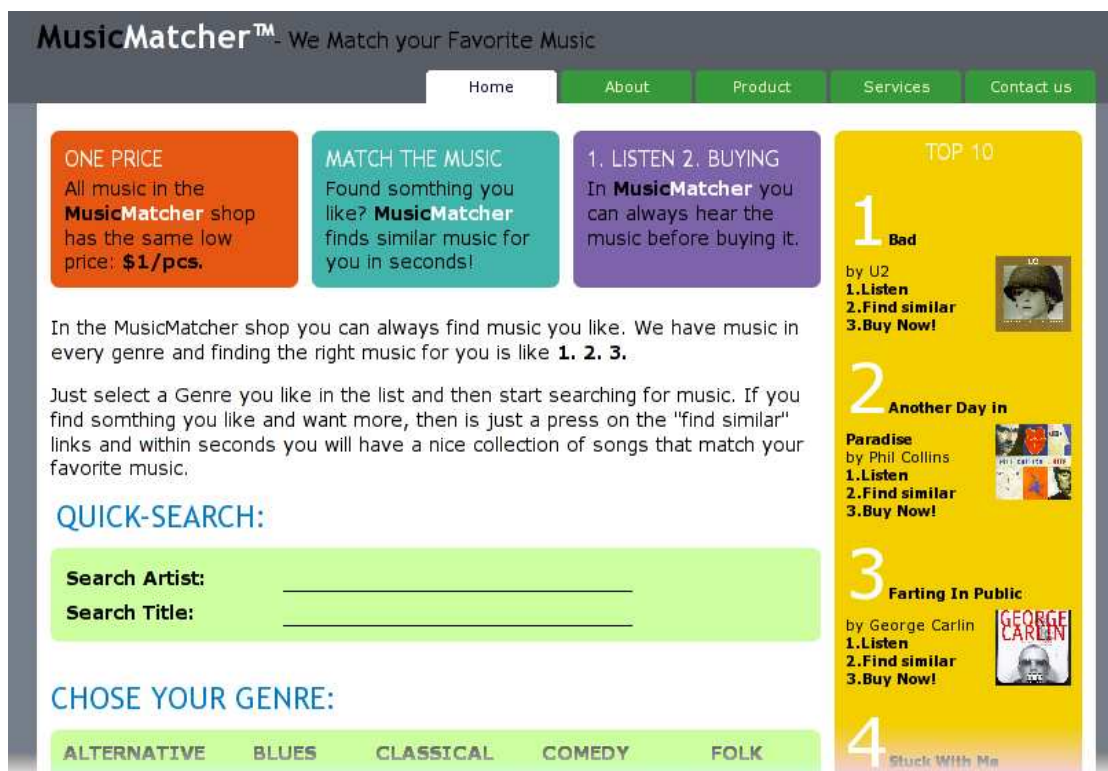 MusicMatcher™- We Match your Favorite Music
Home About Product Services Contact us
ONE PRICE
All music in the
MusicMatcher shop
has the same low
price: $1/pcs.
MATCH THE MUSIC
Found somthing you
like? MusicMatcher
finds similar music for
you in seconds!
1. LISTEN 2. BUYING
In MusicMatcher you
can always hear the
music before buying it.
In the MusicMatcher shop you can always find music you like. We have music in
every genre and finding the right music for you is like 1. 2. 3.
Just select a Genre you like in the list and then start searching for music. If you
find somthing you like and want more, then is just a press on the "find similar"
links and within seconds you will have a nice collection of songs that match your
favorite music.
QUICK-SEARCH:
Search Artist:
Search Title:
CHOSE YOUR GENRE:
ALTERNATIVE BLUES CLASSICAL COMEDY FOLK
TOP 10
1 Bad
by U2
1.Listen
2.Find similar
3.Buy Now!
U2
2 Another Day in
Paradise
by Phil Collins
1.Listen
2.Find similar
3.Buy Now!
3 Farting In Public
by George Carlin
1.Listen
2.Find similar
3.Buy Now!
GEORGE
CARLIN
4 Stuck With Me